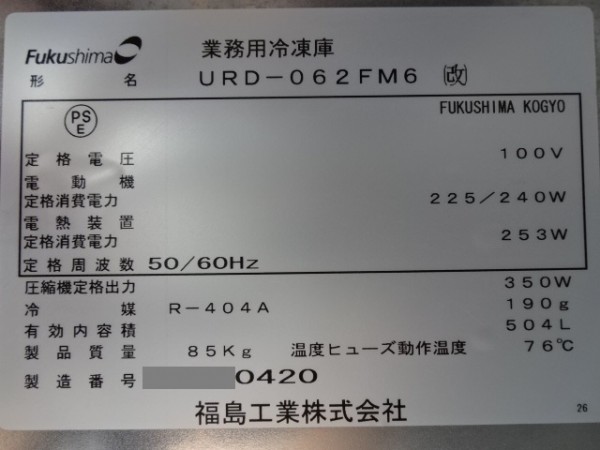 Fukushima 業務用冷凍庫
形名 URD-062FM6 ㊢
PS E FUKUSHIMA KOGYO
定格電圧 100V
電動機
定格消費電力 225/240W
電熱装置
定格消費電力 253W
定格周波数 50/60Hz
圧縮機定格出力 350W
冷媒 R-404A 190g
有効内容積 504L
製品質量 85Kg 温度ヒューズ動作温度 76℃
製造番号 0420
福島工業株式会社 26